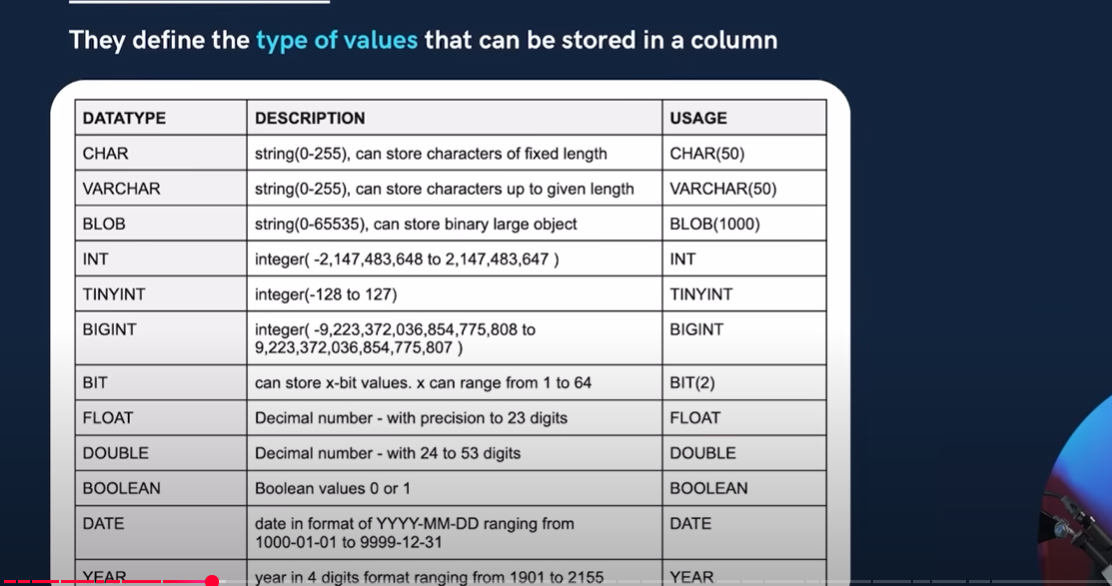 They define the type of values that can be stored in a column
DATATYPE DESCRIPTION USAGE
CHAR string(0-255), can store characters of fixed length CHAR(50)
VARCHAR string(0-255), can store characters up to given length VARCHAR(50)
BLOB string(0-65535), can store binary large object BLOB(1000)
INT integer( -2,147,483,648 to 2,147,483,647 ) INT
TINYINT integer(-128 to 127) TINYINT
BIGINT integer( -9,223,372,036,854,775,808 to BIGINT
9,223,372,036,854,775,807 )
BIT can store x-bit values. x can range from 1 to 64 BIT(2)
FLOAT Decimal number - with precision to 23 digits FLOAT
DOUBLE Decimal number - with 24 to 53 digits DOUBLE
BOOLEAN Boolean values 0 or 1 BOOLEAN
DATE date in format of YYYY-MM-DD ranging from DATE
1000-01-01 to 9999-12-31
YEAR year in 4 digits format ranging from 1901 to 2155 YEAR